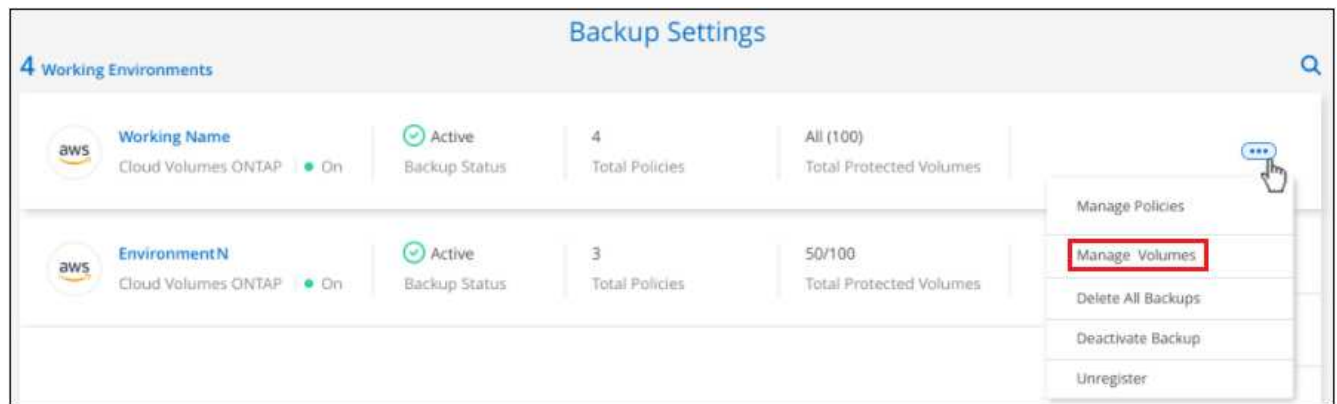 Backup Settings
4 Working Environments
aws Working Name Active 4 All (100)
Cloud Volumes ONTAP On Backup Status Total Policies Total Protected Volumes
Manage Policies
aws EnvironmentN Active 3 50/100 Manage Volumes
Cloud Volumes ONTAP On Backup Status Total Policies Total Protected Volumes
Delete All Backups
Deactivate Backup
Unregister